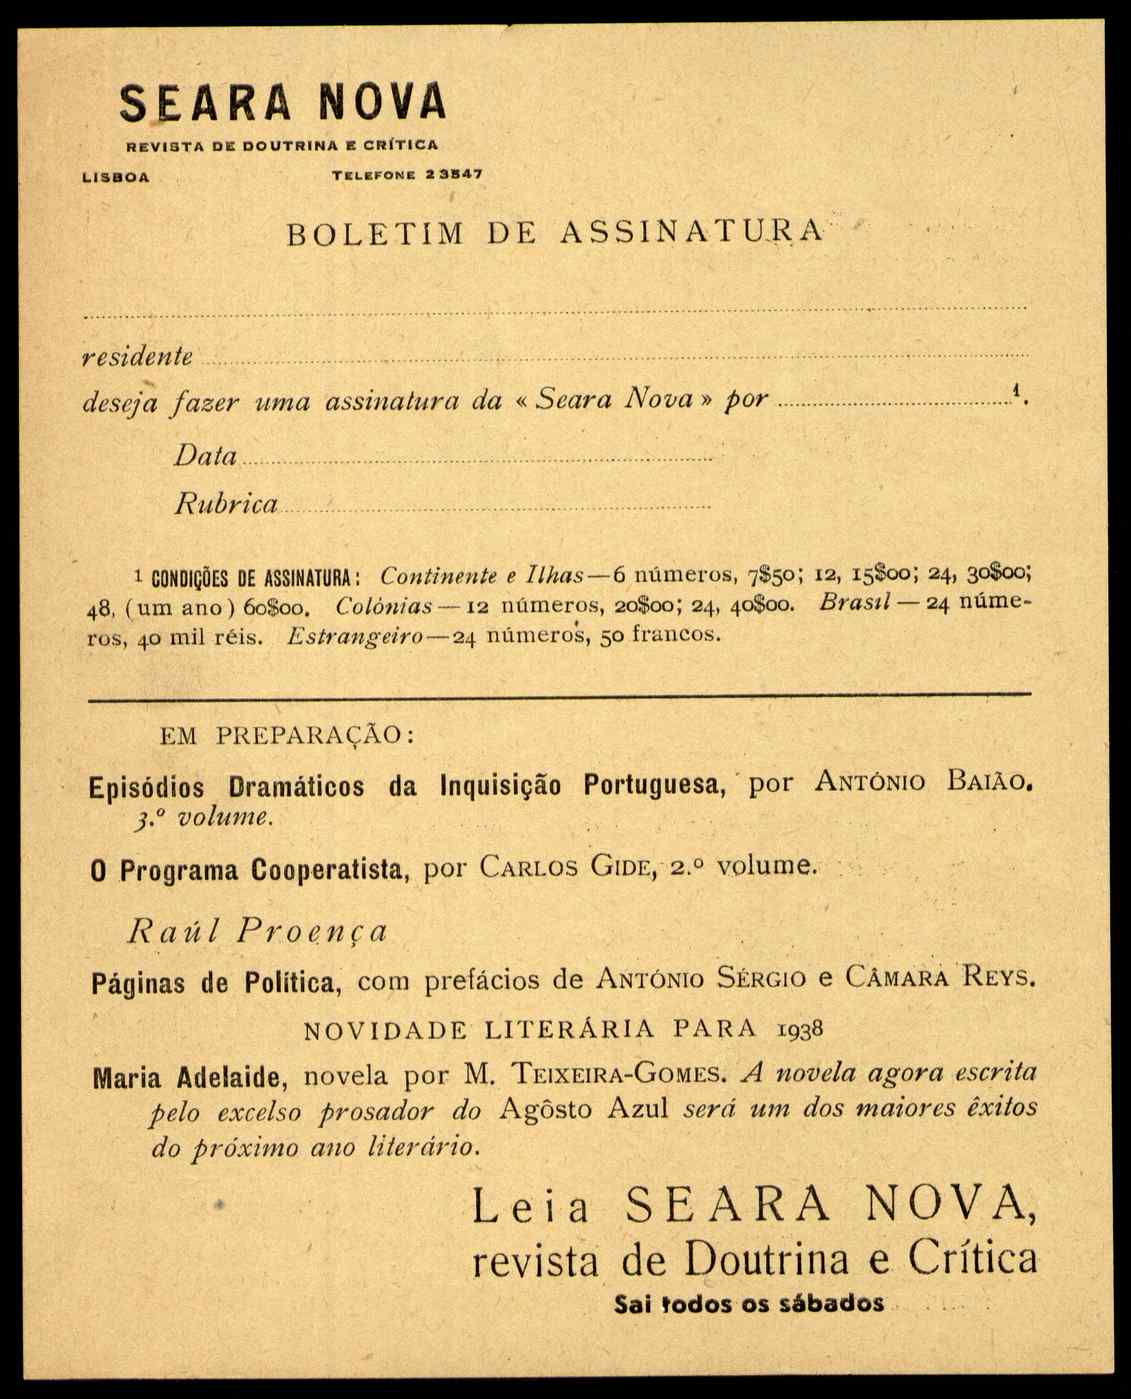 SEARA NOVA
REVISTA DE DOUTRINA E CRÍTICA
LISBOA TELEFONE 23547
BOLETIM DE ASSINATURA
residente
deseja fazer uma assinatura da « Seara Nova » por ¹.
Data
Rubrica
¹ CONDIÇÕES DE ASSINATURA: Continente e Ilhas—6 números, 7$50; 12, 15$00; 24, 30$00;
48, (um ano) 60$00. Colónias — 12 números, 20$00; 24, 40$00. Brasil — 24 núme-
ros, 40 mil réis. Estrangeiro—24 números, 50 francos.
EM PREPARAÇÃO:
Episódios Dramáticos da Inquisição Portuguesa, por ANTÓNIO BAIÃO.
3.º volume.
O Programa Cooperatista, por CARLOS GIDE, 2.º volume.
Raúl Proença
Páginas de Política, com prefácios de ANTÓNIO SÉRGIO e CÂMARA REYS.
NOVIDADE LITERÁRIA PARA 1938
Maria Adelaide, novela por M. TEIXEIRA-GOMES. A novela agora escrita
pelo excelso prosador do Agôsto Azul será um dos maiores êxitos
do próximo ano literário.
Leia SEARA NOVA,
revista de Doutrina e Crítica
Sai todos os sábados